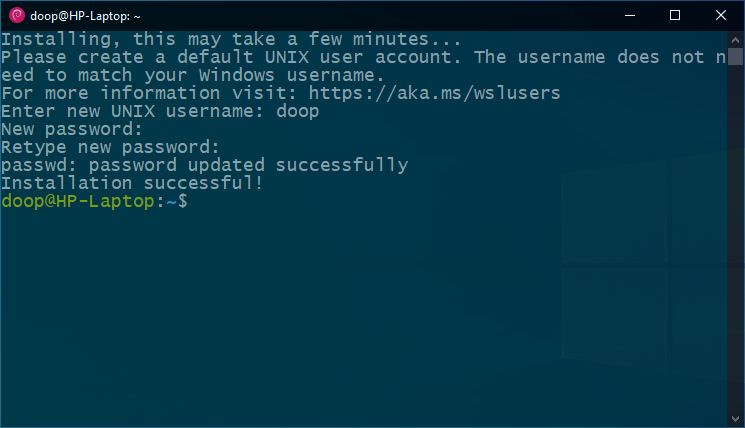 doop@HP-Laptop: ~
Installing, this may take a few minutes...
Please create a default UNIX user account. The username does not n
eed to match your Windows username.
For more information visit: https://aka.ms/wslusers
Enter new UNIX username: doop
New password:
Retype new password:
passwd: password updated successfully
Installation successful!
doop@HP-Laptop:~$